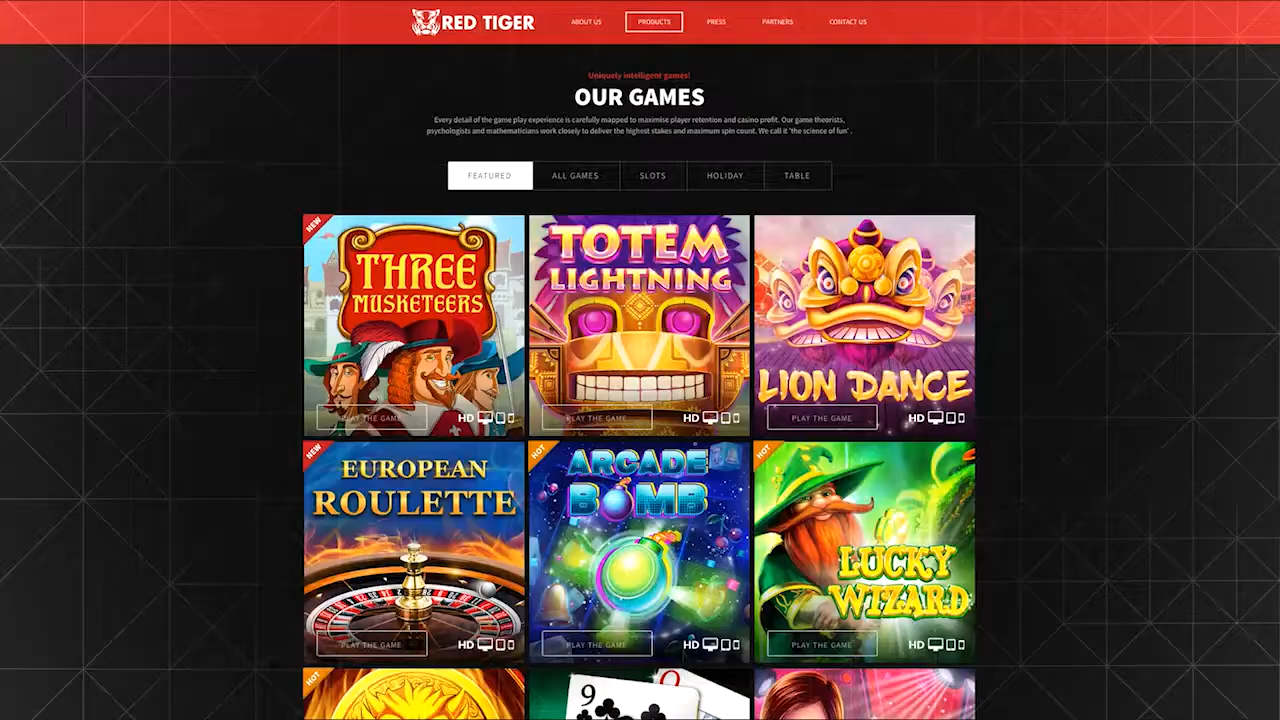 RED TIGER
ABOUT US
PRODUCTS
PRESS
PARTNERS
CONTACT US
Uniquely intelligent games!
OUR GAMES
Every detail of the game play experience is carefully mapped to maximise player retention and casino profit. Our game theorists,
psychologists and mathematicians work closely to deliver the highest stakes and maximum spin count. We call it 'the science of fun' .
FEATURED
ALL GAMES
SLOTS
HOLIDAY
TABLE
NEW
THREE
MUSKETEERS
PLAY THE GAME
HD
TOTEM
LIGHTNING
PLAY THE GAME
HD
LION DANCE
PLAY THE GAME
HD
NEW
EUROPEAN
ROULETTE
PLAY THE GAME
HD
HOT
ARCADE
BOMB
PLAY THE GAME
HD
HOT
LUCKY
WIZARD
PLAY THE GAME
HD
HOT
9
Q